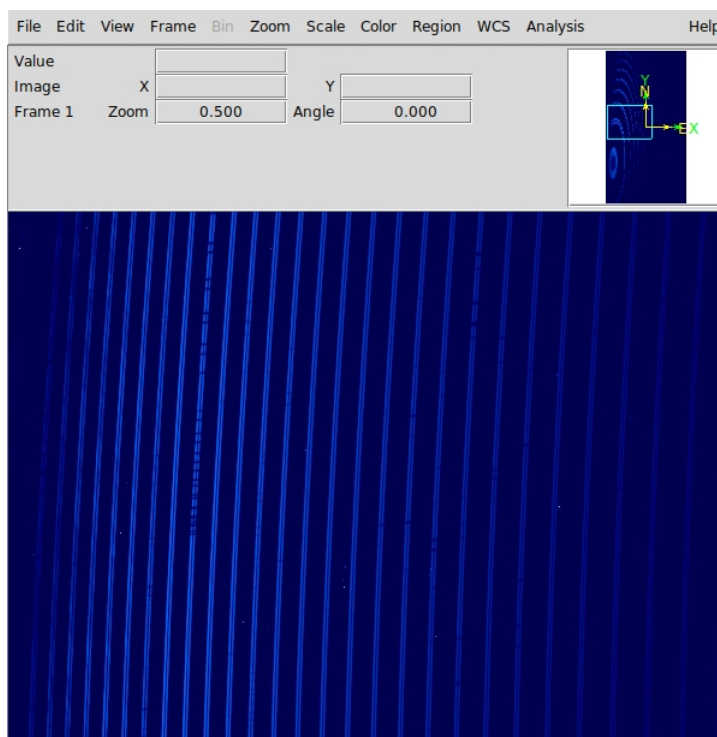 File Edit View Frame Bin Zoom Scale Color Region WCS Analysis Help
Value
Image X Y
Frame 1 Zoom 0.500 Angle 0.000
Y
N
E X